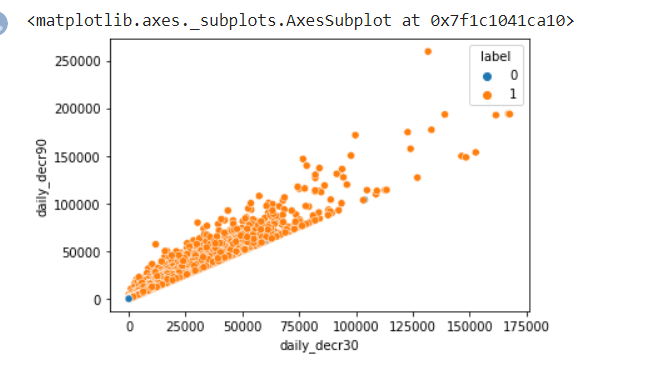 <matplotlib.axes._subplots.AxesSubplot at 0x7f1c1041ca10>
label
0
1
250000
200000
150000
100000
50000
0
daily_decr90
0 25000 50000 75000 100000 125000 150000 175000
daily_decr30